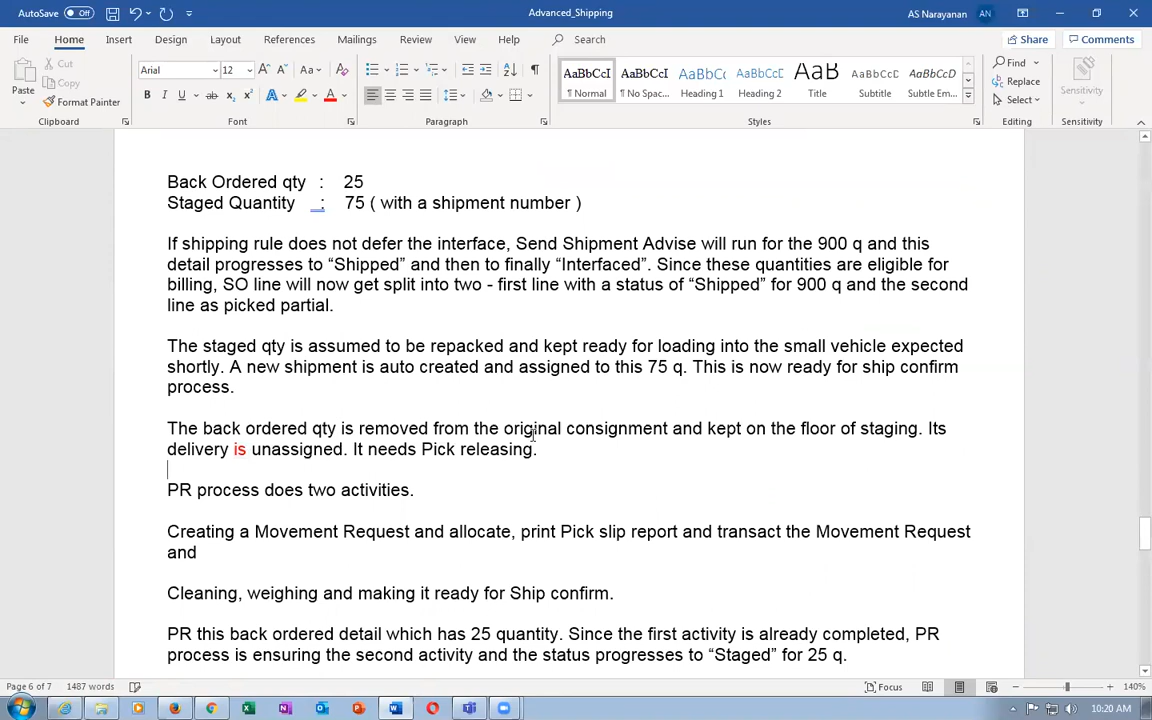 AutoSave Off
Advanced_Shipping
AS Narayanan AN
File Home Insert Design Layout References Mailings Review View Help Search Share Comments
Paste Cut Copy Format Painter
Arial 12
B I U ab x₂ x² A A A Aa
AaBbCcI ¶ Normal
AaBbCcI ¶ No Spac...
AaBbCcI Heading 1
AaBbCcD Heading 2
AaB Title
AaBbCcD Subtitle
AaBbCcD Subtle Em...
Find Replace Select
Sensitivity
Clipboard Font Paragraph Styles Editing Sensitivity
Back Ordered qty : 25
Staged Quantity : 75 ( with a shipment number )
If shipping rule does not defer the interface, Send Shipment Advise will run for the 900 q and this
detail progresses to “Shipped” and then to finally “Interfaced”. Since these quantities are eligible for
billing, SO line will now get split into two - first line with a status of “Shipped” for 900 q and the second
line as picked partial.
The staged qty is assumed to be repacked and kept ready for loading into the small vehicle expected
shortly. A new shipment is auto created and assigned to this 75 q. This is now ready for ship confirm
process.
The back ordered qty is removed from the original consignment and kept on the floor of staging. Its
delivery is unassigned. It needs Pick releasing.
PR process does two activities.
Creating a Movement Request and allocate, print Pick slip report and transact the Movement Request
and
Cleaning, weighing and making it ready for Ship confirm.
PR this back ordered detail which has 25 quantity. Since the first activity is already completed, PR
process is ensuring the second activity and the status progresses to “Staged” for 25 q.
Page 6 of 7 1487 words Focus 140%
10:20 AM